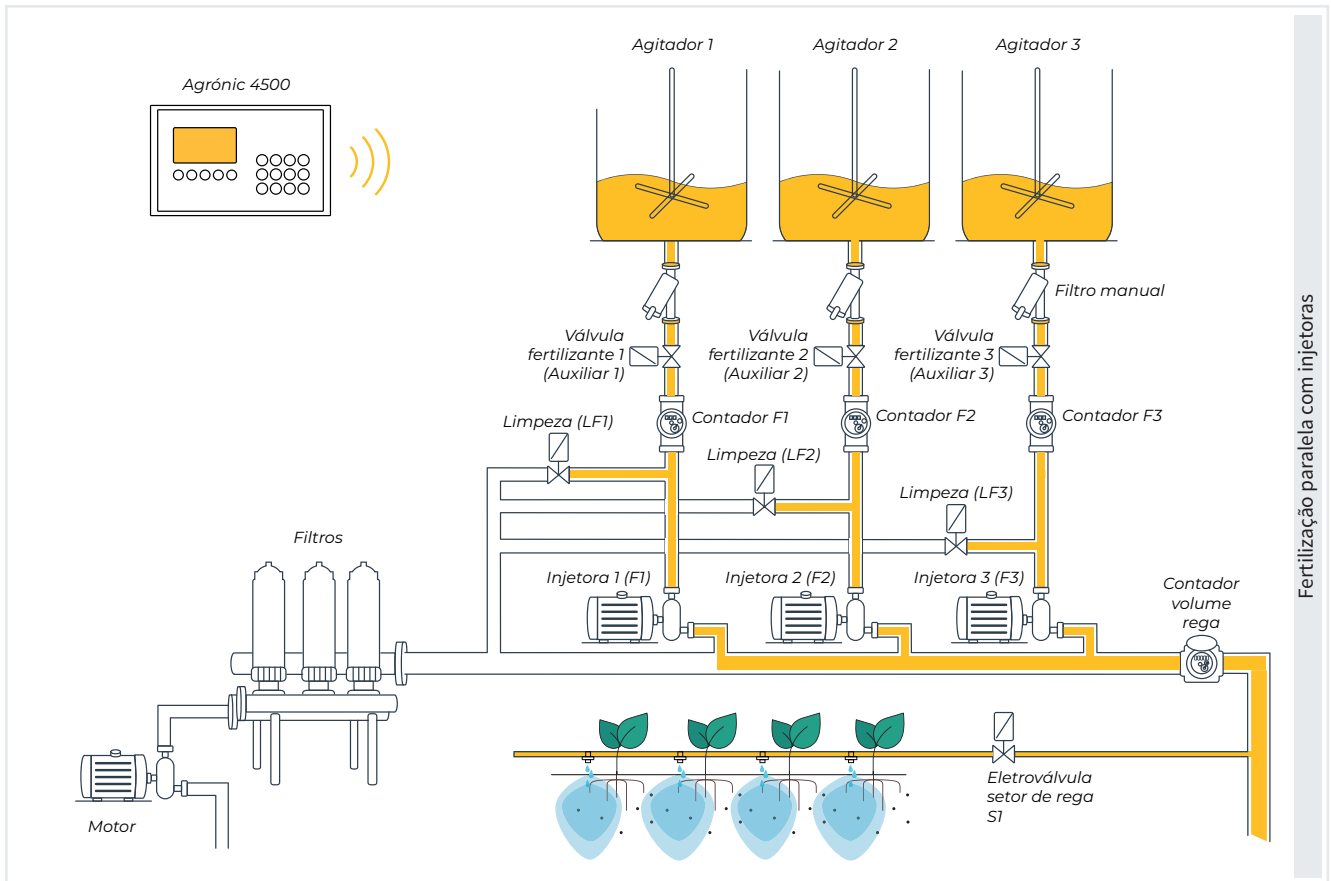 Agitador 1
Agitador 2
Agitador 3
Agrónic 4500
Filtro manual
Válvula
fertilizante 1
(Auxiliar 1)
Válvula
fertilizante 2
(Auxiliar 2)
Válvula
fertilizante 3
(Auxiliar 3)
Contador F1
Contador F2
Contador F3
Limpeza (LF1)
Limpeza (LF2)
Limpeza (LF3)
Filtros
Injetora 1 (F1)
Injetora 2 (F2)
Injetora 3 (F3)
Contador
volume
rega
Motor
Eletroválvula
setor de rega
S1
Fertilização paralela com injetoras